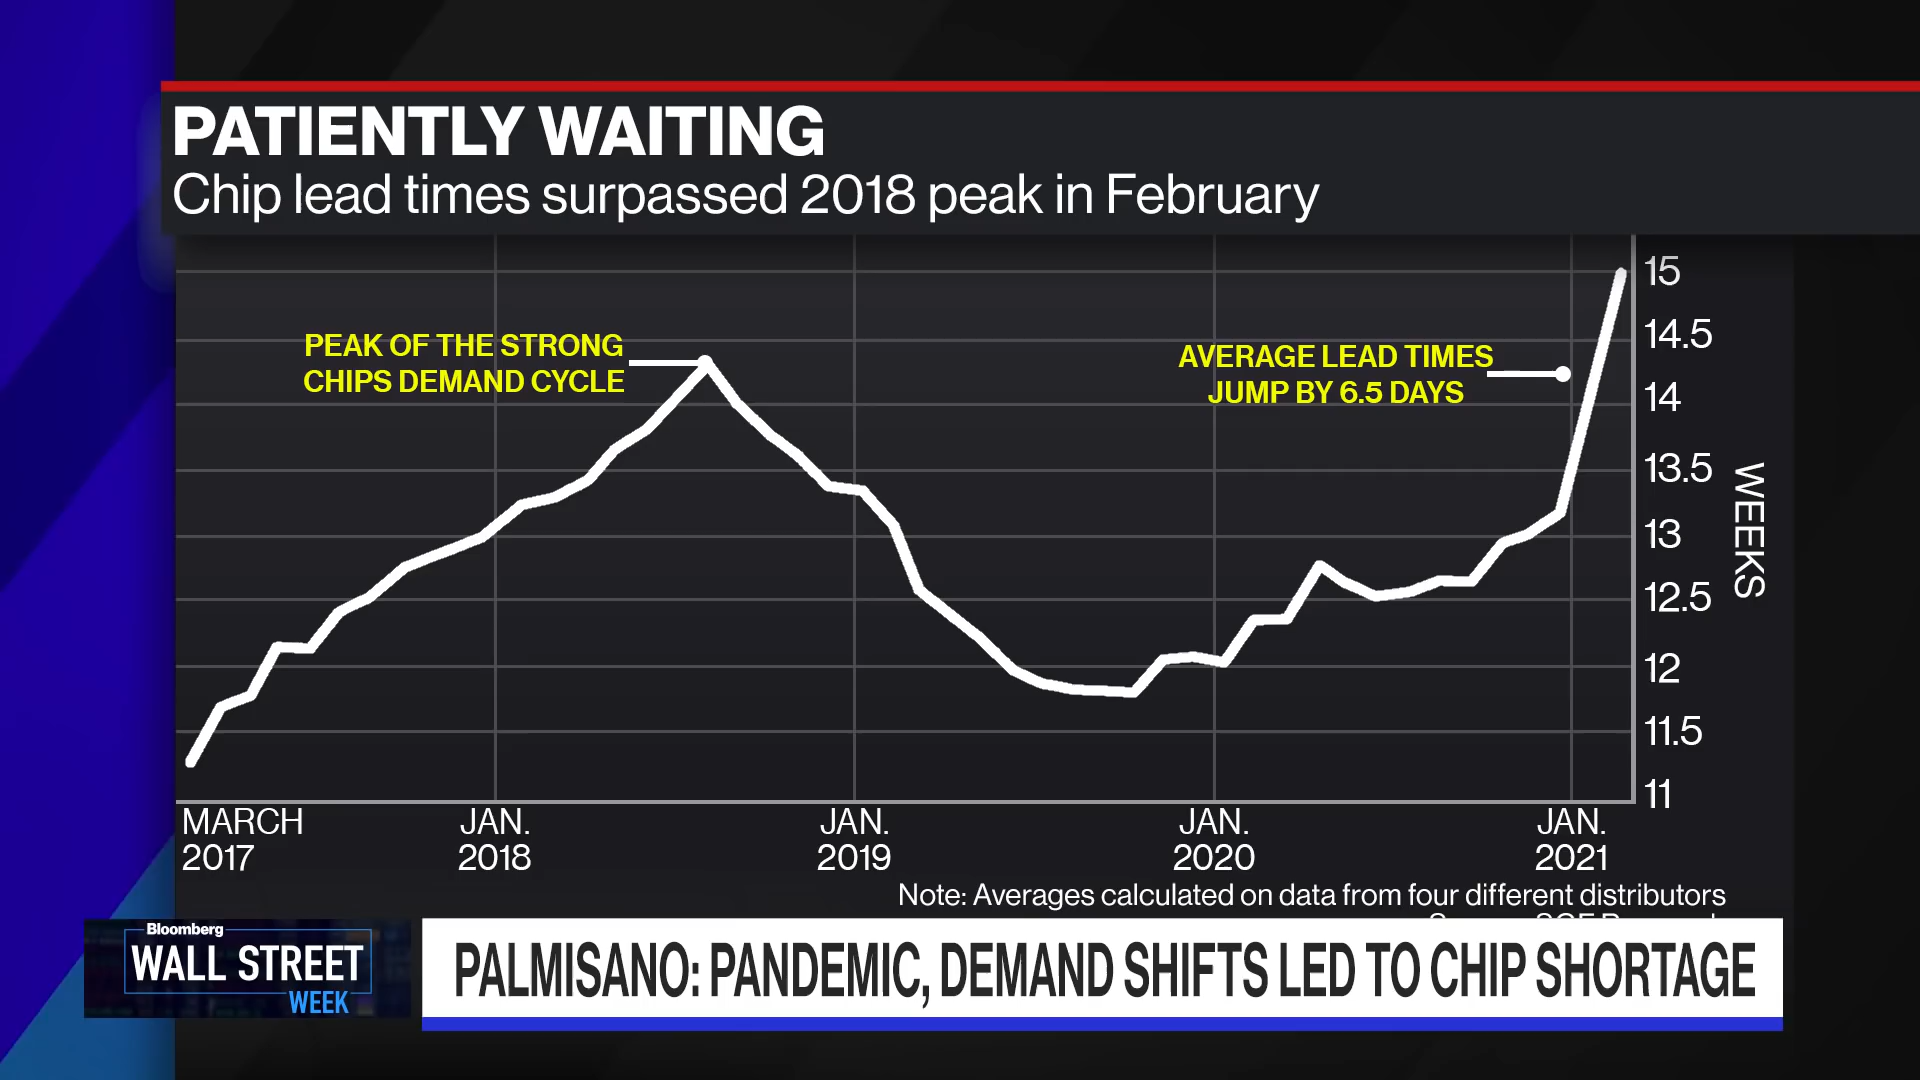 PATIENTLY WAITING
Chip lead times surpassed 2018 peak in February
PEAK OF THE STRONG
CHIPS DEMAND CYCLE
AVERAGE LEAD TIMES
JUMP BY 6.5 DAYS
15
14.5
14
13.5
13
12.5
12
11.5
11
WEEKS
MARCH
2017
JAN.
2018
JAN.
2019
JAN.
2020
JAN.
2021
Note: Averages calculated on data from four different distributors
Bloomberg
WALL STREET
WEEK
PALMISANO: PANDEMIC, DEMAND SHIFTS LED TO CHIP SHORTAGE